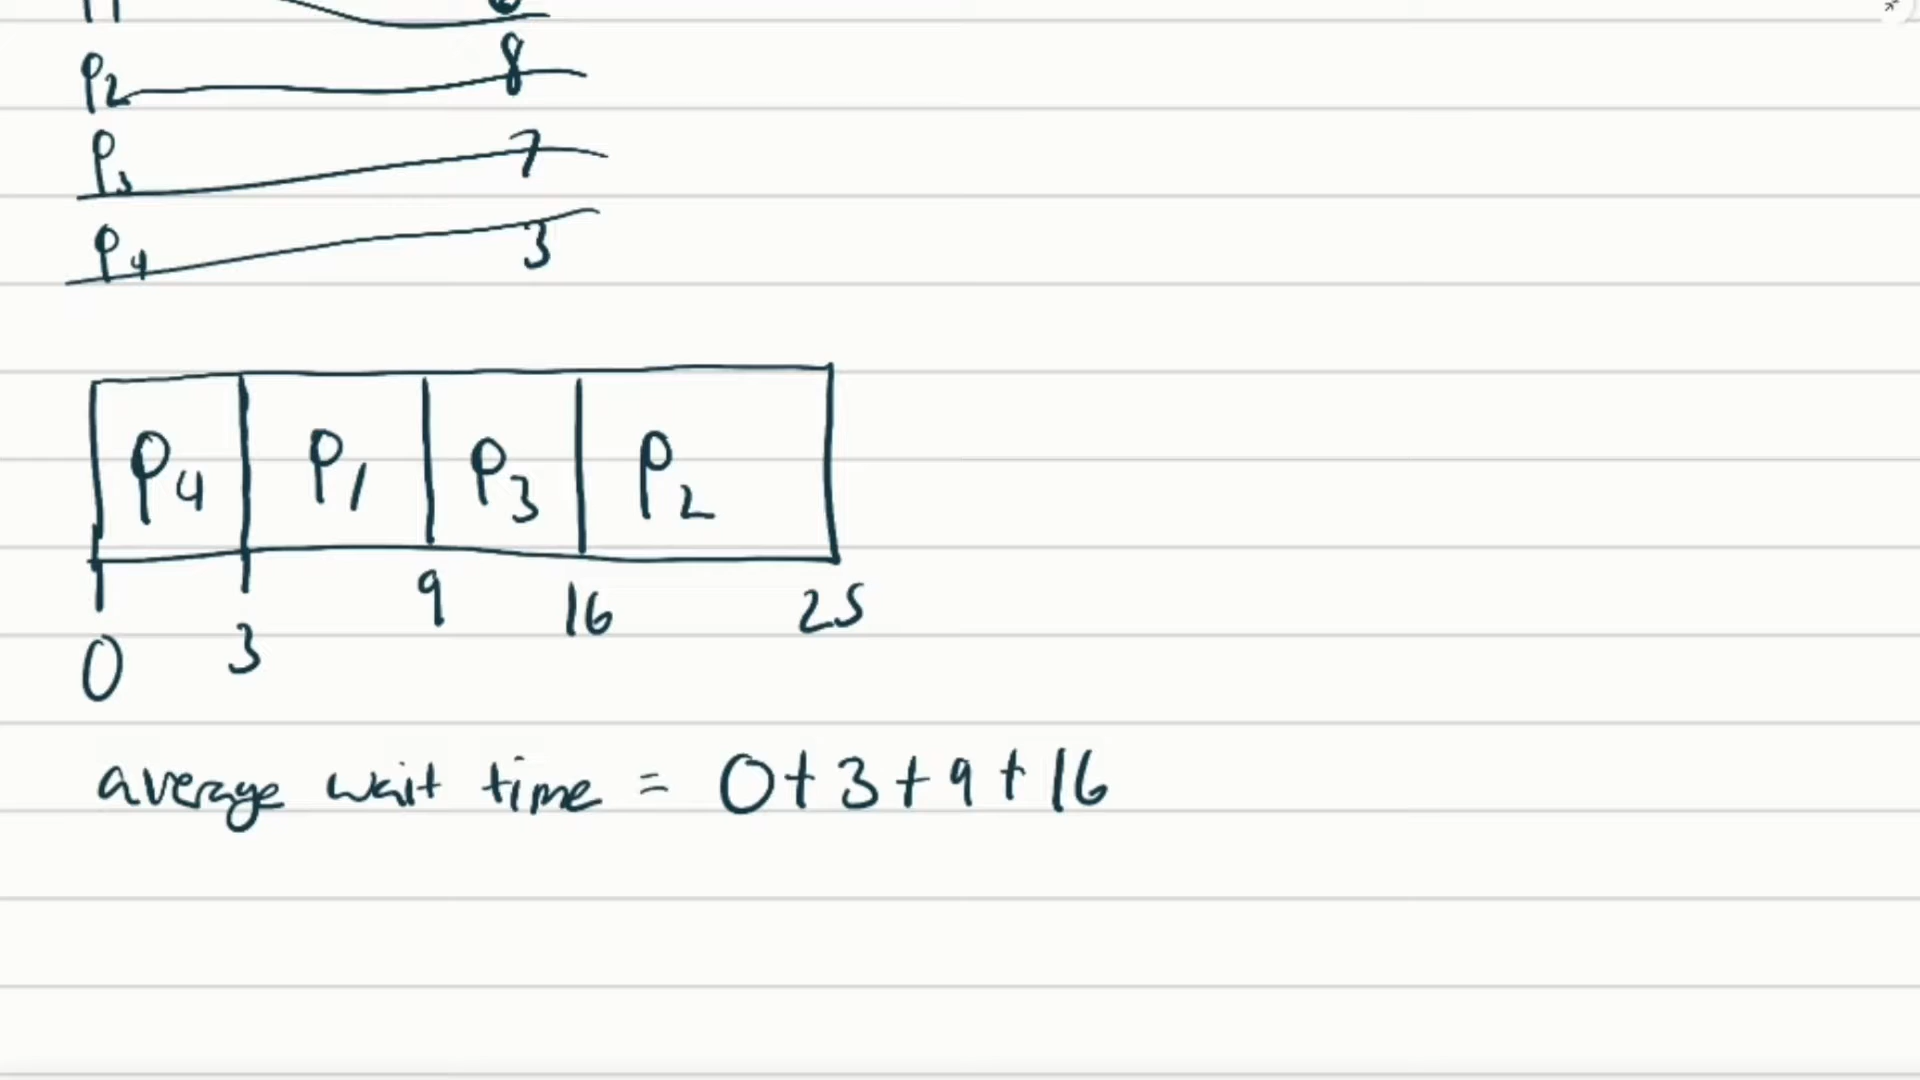 P2 8
P3 7
P4 3
P4 P1 P3 P2
0 3 9 16 25
average wait time = 0+3+9+16